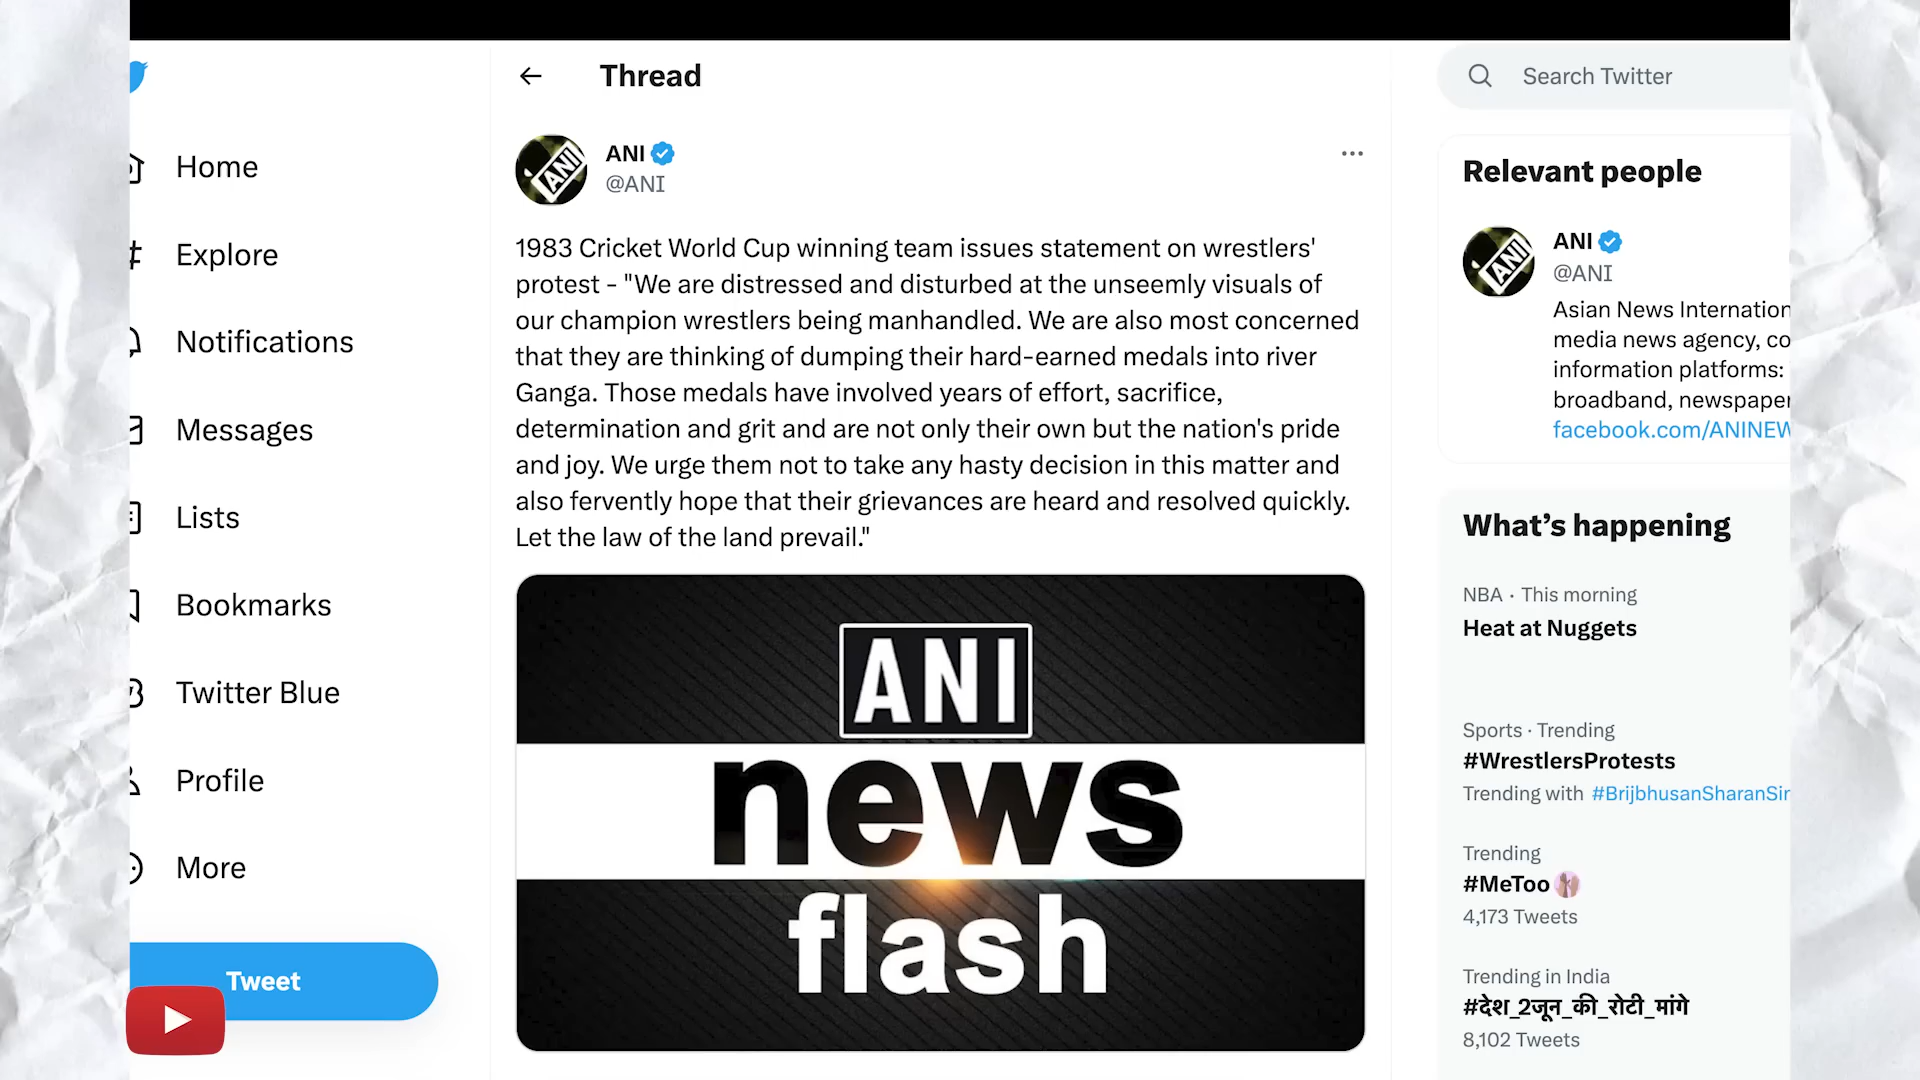 Home
Explore
Notifications
Messages
Lists
Bookmarks
Twitter Blue
Profile
More
Tweet
Thread
ANI
ANI
@ANI
1983 Cricket World Cup winning team issues statement on wrestlers'
protest - "We are distressed and disturbed at the unseemly visuals of
our champion wrestlers being manhandled. We are also most concerned
that they are thinking of dumping their hard-earned medals into river
Ganga. Those medals have involved years of effort, sacrifice,
determination and grit and are not only their own but the nation's pride
and joy. We urge them not to take any hasty decision in this matter and
also fervently hope that their grievances are heard and resolved quickly.
Let the law of the land prevail."
ANI
news
flash
Search Twitter
Relevant people
ANI
ANI
@ANI
Asian News Internation
media news agency, co
information platforms:
broadband, newspaper
facebook.com/ANINEW
What's happening
NBA · This morning
Heat at Nuggets
Sports · Trending
#WrestlersProtests
Trending with #BrijbhusanSharanSin
Trending
#MeToo
4,173 Tweets
Trending in India
#देश_2जून_की_रोटी_मांगे
8,102 Tweets